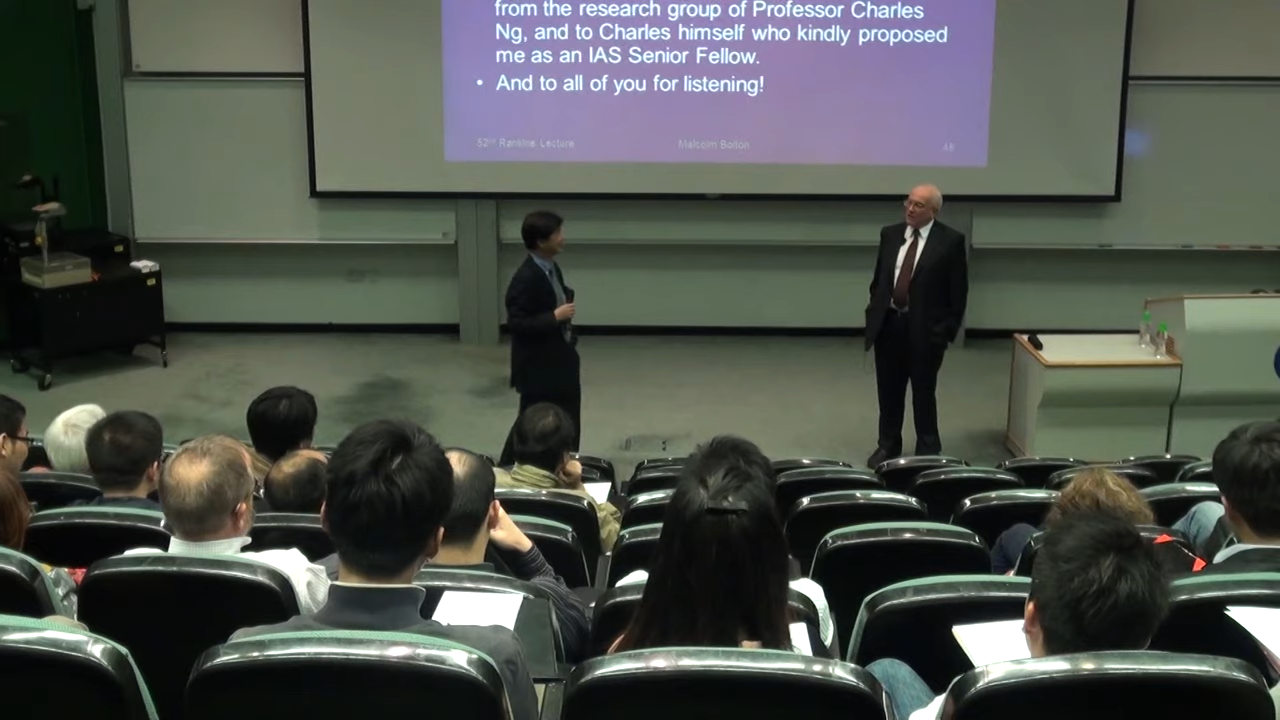 from the research group of Professor Charles
Ng, and to Charles himself who kindly proposed
me as an IAS Senior Fellow.
• And to all of you for listening!
52nd Rankine Lecture
Malcolm Bolton
48